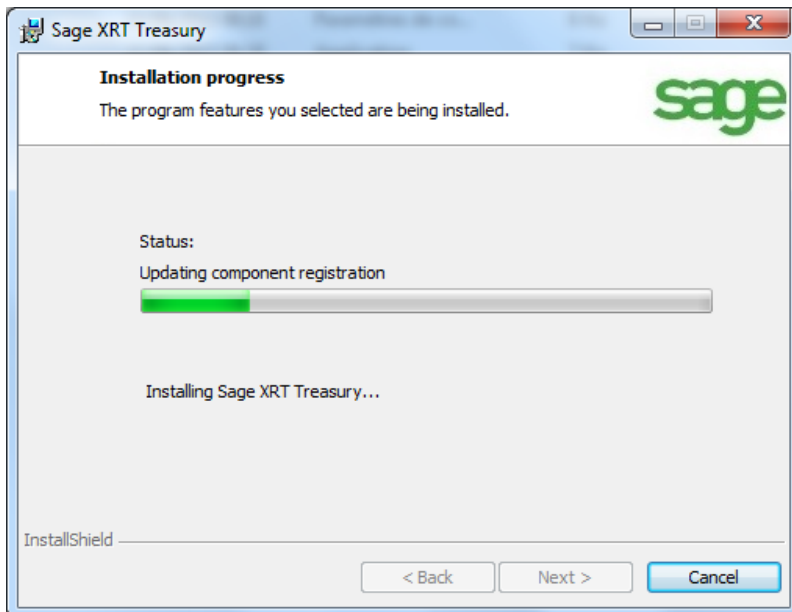 Sage XRT Treasury
Installation progress
The program features you selected are being installed.
sage
Status:
Updating component registration
Installing Sage XRT Treasury...
InstallShield
< Back
Next >
Cancel